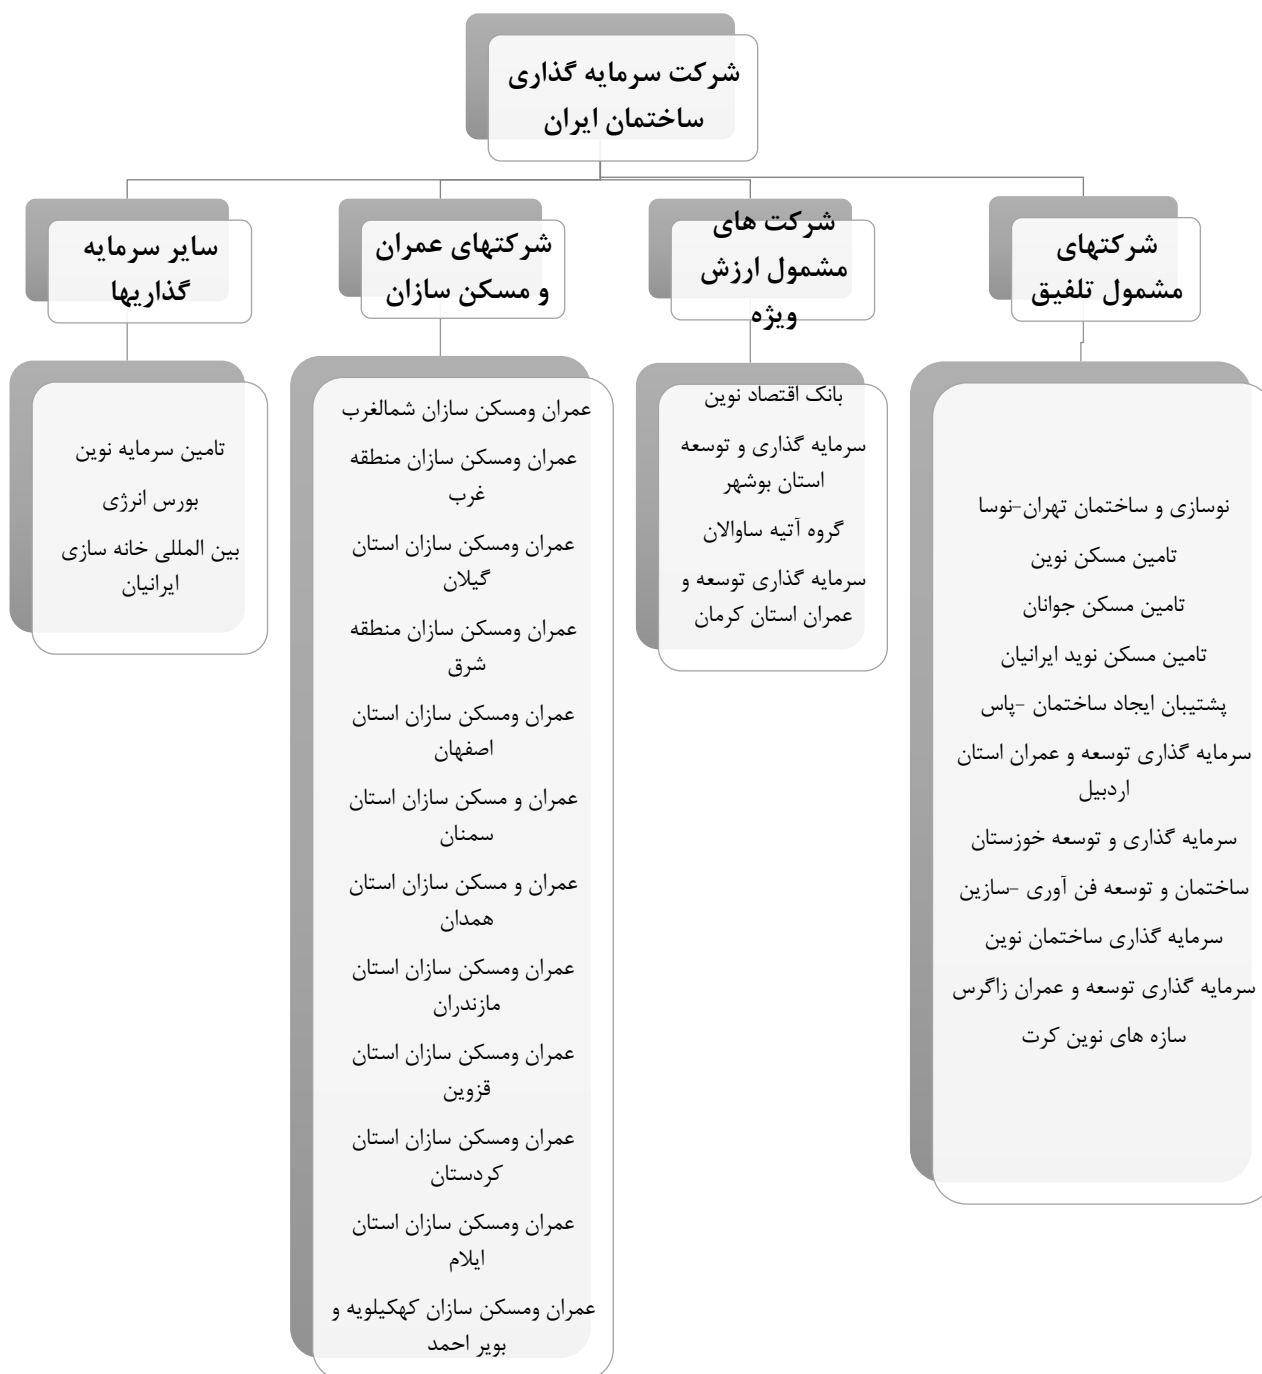 شرکت سرمایه گذاری
ساختمان ایران
شرکتهای
مشمول تلفیق
نوسازی و ساختمان تهران-نوسا
تامین مسکن نوین
تامین مسکن جوانان
تامین مسکن نوید ایرانیان
پشتیبان ایجاد ساختمان -پاس
سرمایه گذاری توسعه و عمران استان
اردبیل
سرمایه گذاری و توسعه خوزستان
ساختمان و توسعه فن آوری -سازین
سرمایه گذاری ساختمان نوین
سرمایه گذاری توسعه و عمران زاگرس
سازه های نوین کرت
شرکت های
مشمول ارزش
ویژه
بانک اقتصاد نوین
سرمایه گذاری و توسعه
استان بوشهر
گروه آتیه ساوالان
سرمایه گذاری توسعه و
عمران استان کرمان
شرکتهای عمران
و مسکن سازان
عمران ومسکن سازان شمالغرب
عمران ومسکن سازان منطقه
غرب
عمران ومسکن سازان استان
گیلان
عمران ومسکن سازان منطقه
شرق
عمران ومسکن سازان استان
اصفهان
عمران و مسکن سازان استان
سمنان
عمران و مسکن سازان استان
همدان
عمران ومسکن سازان استان
مازندران
عمران ومسکن سازان استان
قزوین
عمران ومسکن سازان استان
کردستان
عمران ومسکن سازان استان
ایلام
عمران ومسکن سازان کهکیلویه و
بویر احمد
سایر سرمایه
گذاریها
تامین سرمایه نوین
بورس انرژی
بین المللی خانه سازی
ایرانیان